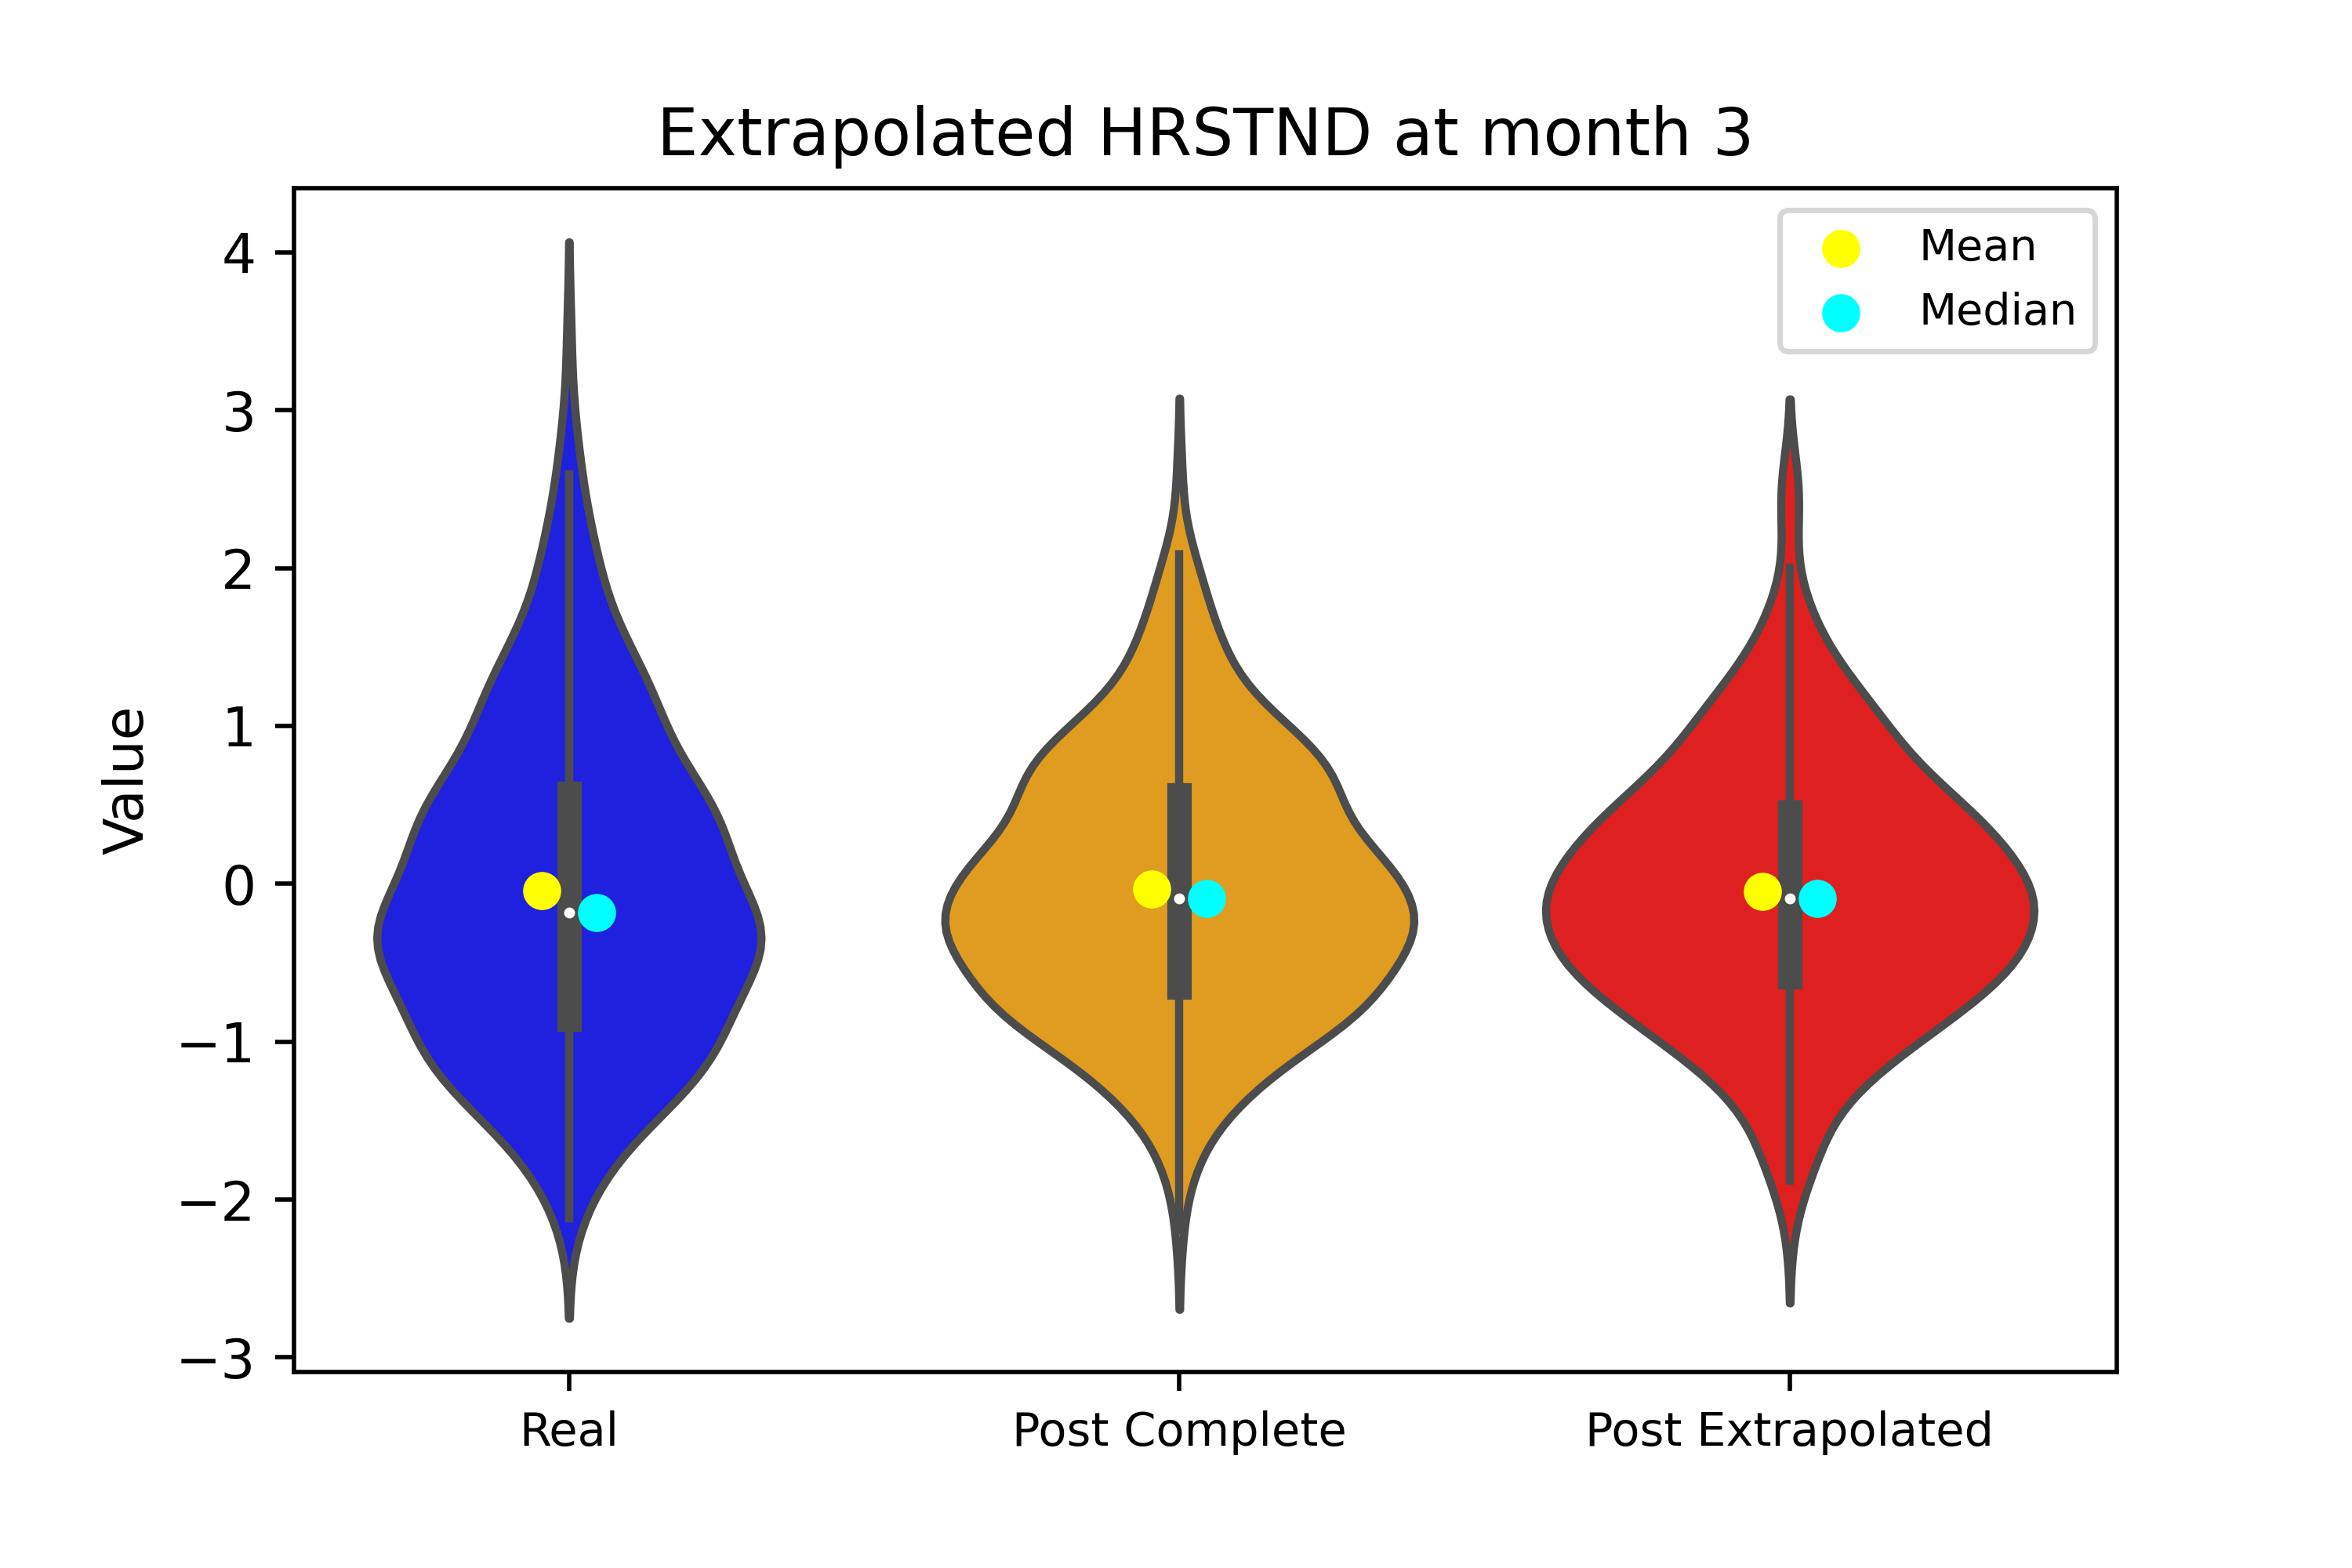 Extrapolated HRSTND at month 3
Mean
Median
4
3
2
1
0
−1
−2
−3
Value
Real
Post Complete
Post Extrapolated